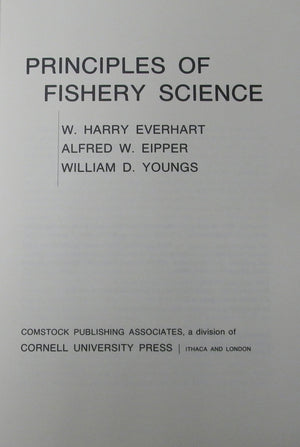 PRINCIPLES OF
FISHERY SCIENCE
W. HARRY EVERHART
ALFRED W. EIPPER
WILLIAM D. YOUNGS
COMSTOCK PUBLISHING ASSOCIATES, a division of
CORNELL UNIVERSITY PRESS | ITHACA AND LONDON